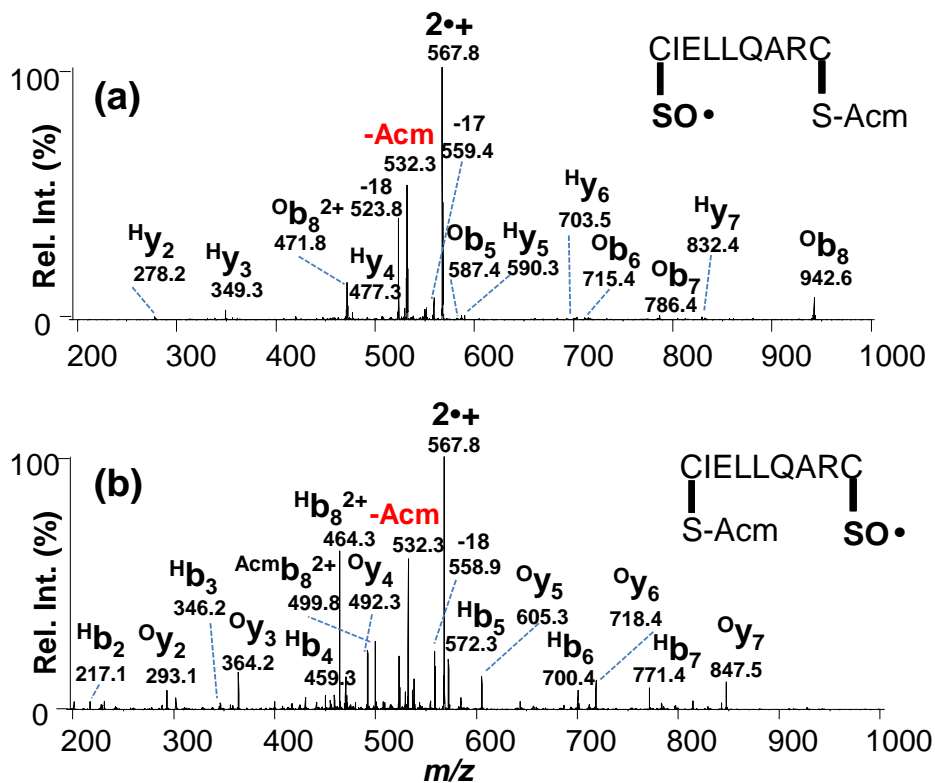 2•+
567.8
CIELLQARC
SO•
S-Acm
(a)
100
0
Rel. Int. (%)
-Acm
532.3
-17
559.4
-18
523.8
ᴼb₈²⁺
471.8
ᴴy₂
278.2
ᴴy₃
349.3
ᴴy₄
477.3
ᴼb₅
587.4
ᴴy₅
590.3
ᴴy₆
703.5
ᴼb₆
715.4
ᴼb₇
786.4
ᴴy₇
832.4
ᴼb₈
942.6
200 300 400 500 600 700 800 900 1000
2•+
567.8
CIELLQARC
S-Acm
SO•
(b)
100
0
Rel. Int. (%)
ᴴb₈²⁺
464.3
-Acm
532.3
-18
558.9
ᴬᶜᵐb₈²⁺
499.8
ᴼy₄
492.3
ᴴb₂
217.1
ᴼy₂
293.1
ᴴb₃
346.2
ᴼy₃
364.2
ᴴb₄
459.3
ᴴb₅
572.3
ᴼy₅
605.3
ᴴb₆
700.4
ᴼy₆
718.4
ᴴb₇
771.4
ᴼy₇
847.5
200 300 400 500 600 700 800 900 1000
m/z